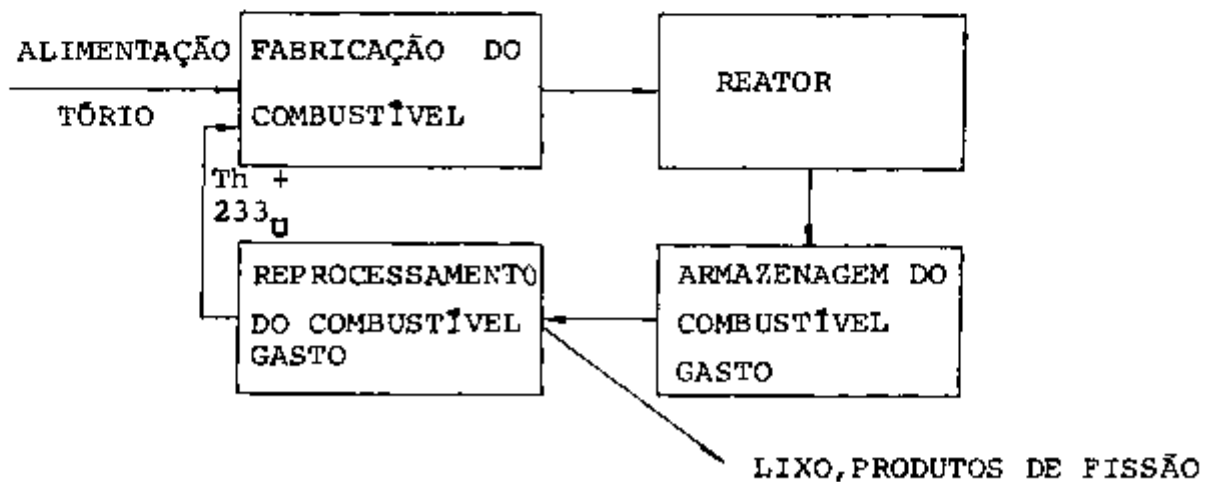 ALIMENTAÇÃO
TÓRIO
FABRICAÇÃO DO
COMBUSTÍVEL
REATOR
Th +
233U
REPROCESSAMENTO
DO COMBUSTÍVEL
GASTO
ARMAZENAGEM DO
COMBUSTÍVEL
GASTO
LIXO, PRODUTOS DE FISSÃO